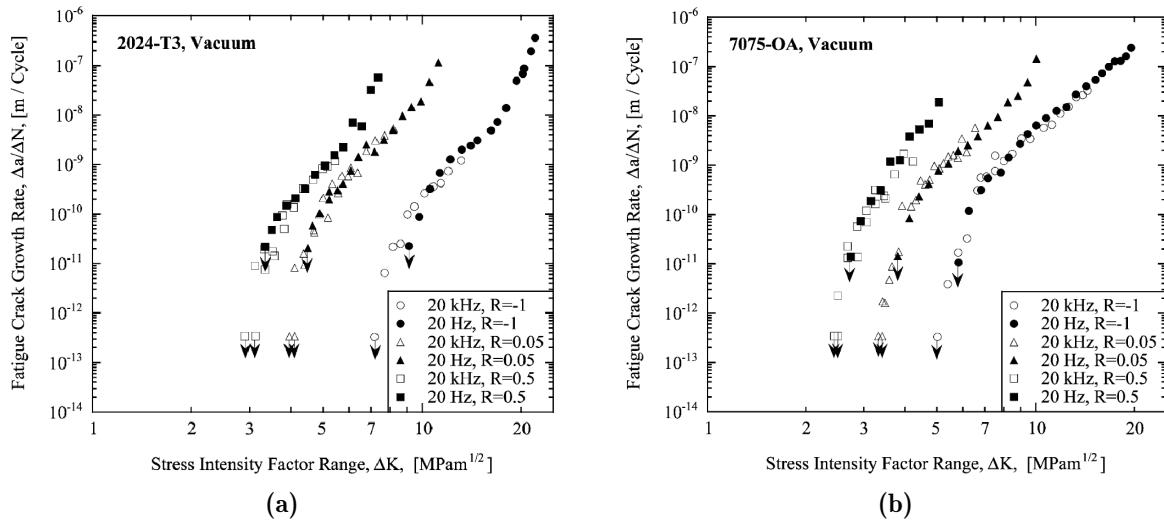 2024-T3, Vacuum
Fatigue Crack Growth Rate, Δa/ΔN, [m / Cycle]
10^-6
10^-7
10^-8
10^-9
10^-10
10^-11
10^-12
10^-13
10^-14
20 kHz, R=-1
20 Hz, R=-1
20 kHz, R=0.05
20 Hz, R=0.05
20 kHz, R=0.5
20 Hz, R=0.5
1 2 3 5 7 10 20
Stress Intensity Factor Range, ΔK, [MPam^1/2]
(a)
7075-OA, Vacuum
Fatigue Crack Growth Rate, Δa/ΔN, [m / Cycle]
10^-6
10^-7
10^-8
10^-9
10^-10
10^-11
10^-12
10^-13
10^-14
20 kHz, R=-1
20 Hz, R=-1
20 kHz, R=0.05
20 Hz, R=0.05
20 kHz, R=0.5
20 Hz, R=0.5
1 2 3 5 7 10 20
Stress Intensity Factor Range, ΔK, [MPam^1/2]
(b)